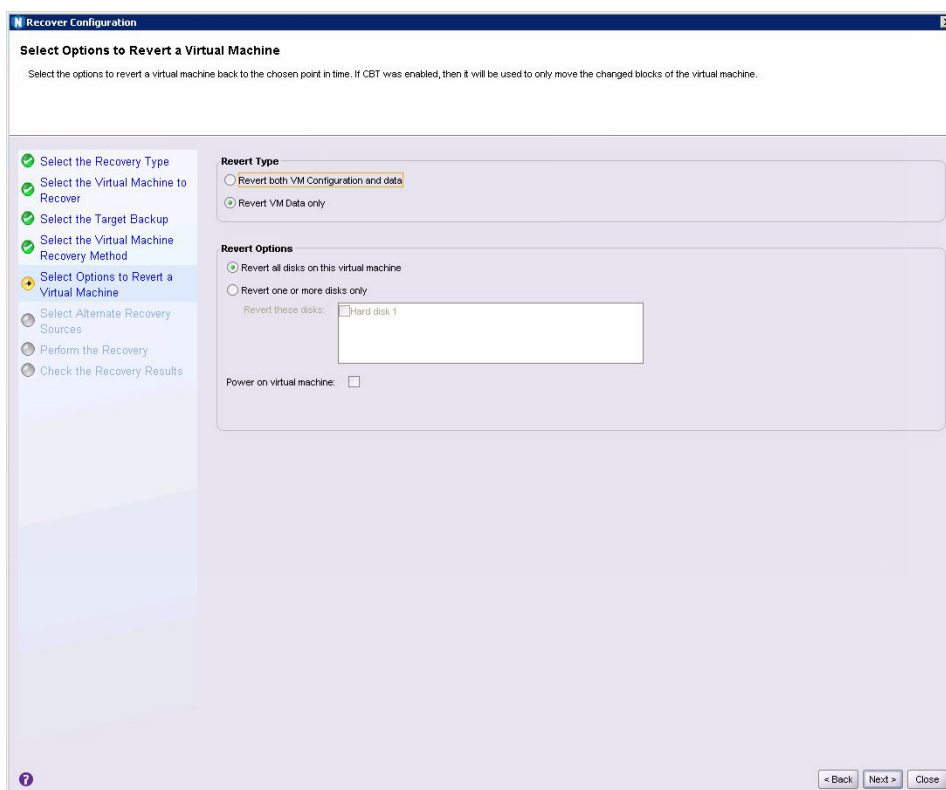 N Recover Configuration
Select Options to Revert a Virtual Machine
Select the options to revert a virtual machine back to the chosen point in time. If CBT was enabled, then it will be used to only move the changed blocks of the virtual machine.
Select the Recovery Type
Select the Virtual Machine to
Recover
Select the Target Backup
Select the Virtual Machine
Recovery Method
Select Options to Revert a
Virtual Machine
Select Alternate Recovery
Sources
Perform the Recovery
Check the Recovery Results
Revert Type
Revert both VM Configuration and data
Revert VM Data only
Revert Options
Revert all disks on this virtual machine
Revert one or more disks only
Revert these disks:
Hard disk 1
Power on virtual machine:
?
< Back
Next >
Close